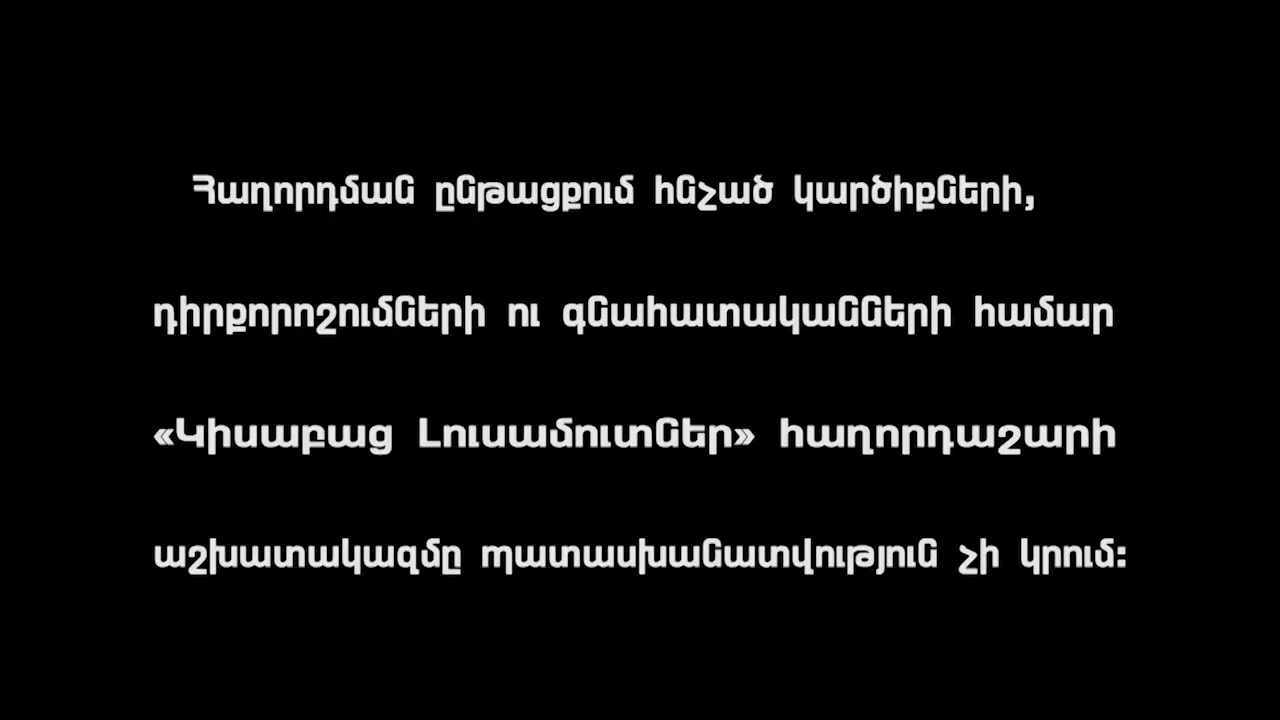 Հաղորդման ընթացքում հնչած կարծիքների,
դիրքորոշումների ու գնահատականների համար
«Կիսաբաց Լուսամուտներ» հաղորդաշարի
աշխատակազմը պատասխանատվություն չի կրում: